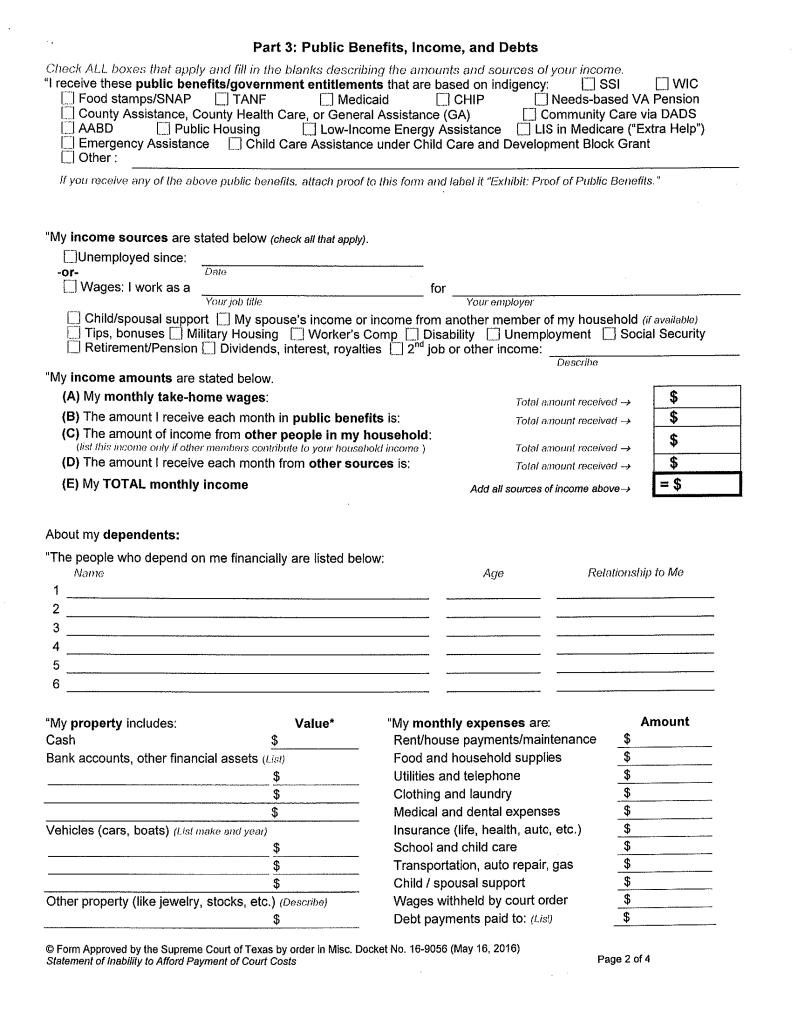 Part 3: Public Benefits, Income, and Debts
Check ALL boxes that apply and fill in the blanks describing the amounts and sources of your income.
"I receive these public benefits/government entitlements that are based on indigency: SSI WIC
Food stamps/SNAP TANF Medicaid CHIP Needs-based VA Pension
County Assistance, County Health Care, or General Assistance (GA) Community Care via DADS
AABD Public Housing Low-Income Energy Assistance LIS in Medicare ("Extra Help")
Emergency Assistance Child Care Assistance under Child Care and Development Block Grant
Other :
If you receive any of the above public benefits, attach proof to this form and label it "Exhibit: Proof of Public Benefits."
"My income sources are stated below (check all that apply).
Unemployed since:
-or- Date
Wages: I work as a for
Your job title Your employer
Child/spousal support My spouse's income or income from another member of my household (if available)
Tips, bonuses Military Housing Worker's Comp Disability Unemployment Social Security
Retirement/Pension Dividends, interest, royalties 2nd job or other income:
Describe
"My income amounts are stated below.
(A) My monthly take-home wages: Total amount received → $
(B) The amount I receive each month in public benefits is: Total amount received → $
(C) The amount of income from other people in my household: $
(list this income only if other members contribute to your household income ) Total amount received →
(D) The amount I receive each month from other sources is: Total amount received → $
(E) My TOTAL monthly income Add all sources of income above→ = $
About my dependents:
"The people who depend on me financially are listed below:
Name Age Relationship to Me
1
2
3
4
5
6
"My property includes: Value*
Cash $
Bank accounts, other financial assets (List)
$
$
$
Vehicles (cars, boats) (List make and year)
$
$
$
Other property (like jewelry, stocks, etc.) (Describe)
$
"My monthly expenses are: Amount
Rent/house payments/maintenance $
Food and household supplies $
Utilities and telephone $
Clothing and laundry $
Medical and dental expenses $
Insurance (life, health, auto, etc.) $
School and child care $
Transportation, auto repair, gas $
Child / spousal support $
Wages withheld by court order $
Debt payments paid to: (List) $
© Form Approved by the Supreme Court of Texas by order in Misc. Docket No. 16-9056 (May 16, 2016)
Statement of Inability to Afford Payment of Court Costs Page 2 of 4